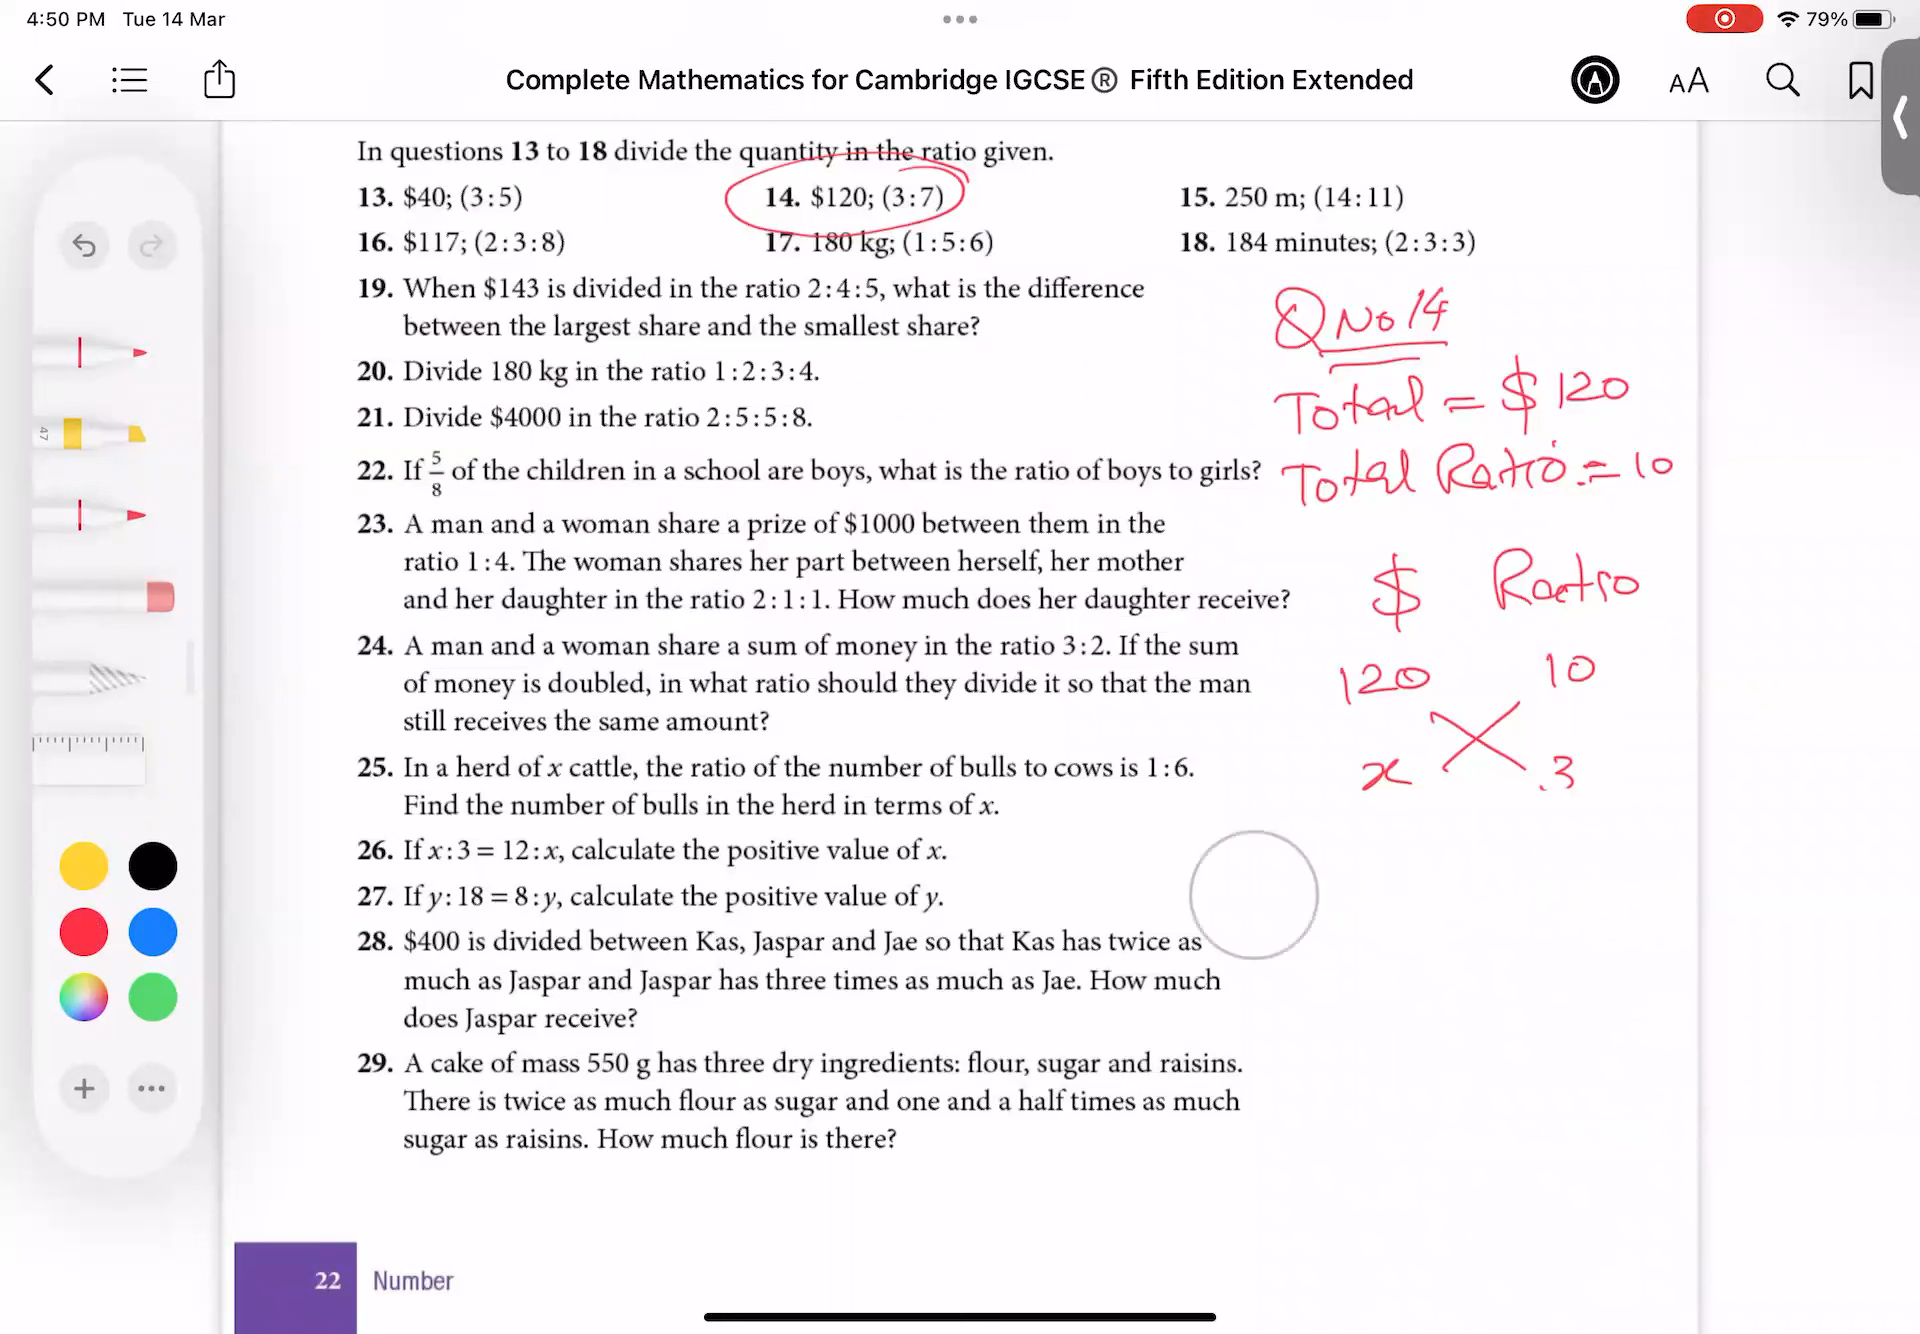 4:50 PM Tue 14 Mar
79%
Complete Mathematics for Cambridge IGCSE® Fifth Edition Extended
AA
In questions 13 to 18 divide the quantity in the ratio given.
13. $40; (3:5) 14. $120; (3:7) 15. 250 m; (14:11)
16. $117; (2:3:8) 17. 180 kg; (1:5:6) 18. 184 minutes; (2:3:3)
19. When $143 is divided in the ratio 2:4:5, what is the difference
between the largest share and the smallest share?
20. Divide 180 kg in the ratio 1:2:3:4.
21. Divide $4000 in the ratio 2:5:5:8.
22. If 5/8 of the children in a school are boys, what is the ratio of boys to girls?
23. A man and a woman share a prize of $1000 between them in the
ratio 1:4. The woman shares her part between herself, her mother
and her daughter in the ratio 2:1:1. How much does her daughter receive?
24. A man and a woman share a sum of money in the ratio 3:2. If the sum
of money is doubled, in what ratio should they divide it so that the man
still receives the same amount?
25. In a herd of x cattle, the ratio of the number of bulls to cows is 1:6.
Find the number of bulls in the herd in terms of x.
26. If x:3 = 12:x, calculate the positive value of x.
27. If y:18 = 8:y, calculate the positive value of y.
28. $400 is divided between Kas, Jaspar and Jae so that Kas has twice as
much as Jaspar and Jaspar has three times as much as Jae. How much
does Jaspar receive?
29. A cake of mass 550 g has three dry ingredients: flour, sugar and raisins.
There is twice as much flour as sugar and one and a half times as much
sugar as raisins. How much flour is there?
Q No 14
Total = $120
Total Ratio = 10
$ Ratio
120 10
x 3
47
22 Number